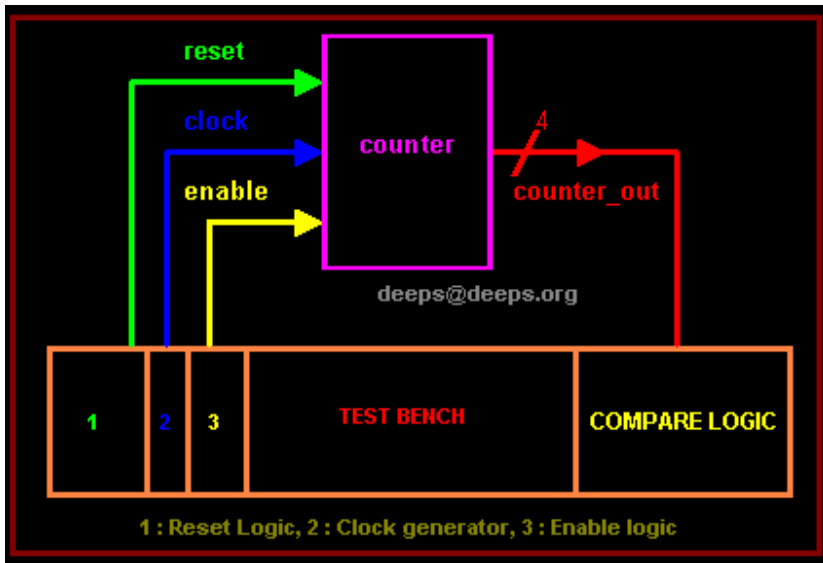 reset
clock
enable
counter
4
counter_out
deeps@deeps.org
1
2
3
TEST BENCH
COMPARE LOGIC
1 : Reset Logic, 2 : Clock generator, 3 : Enable logic